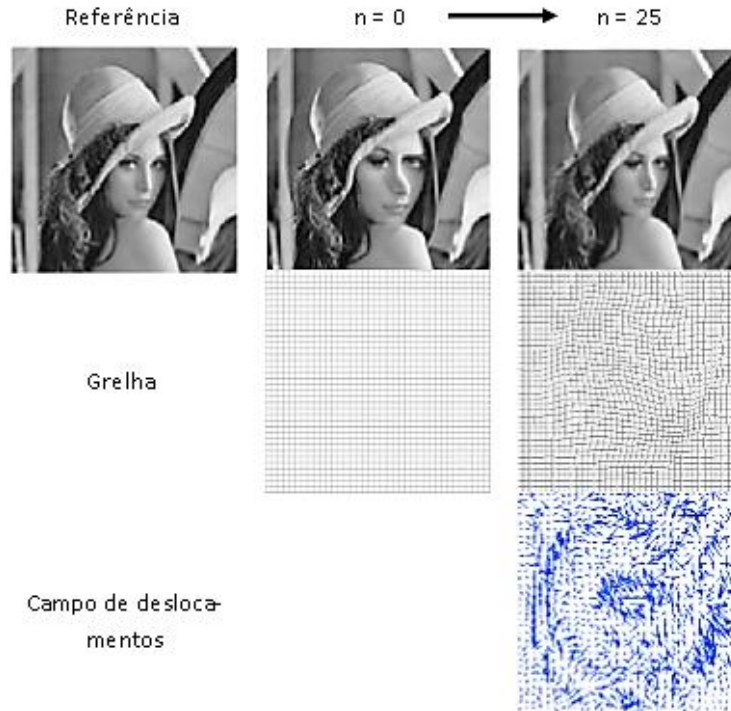 Referência
n = 0
n = 25
Grelha
Campo de desloca-
mentos